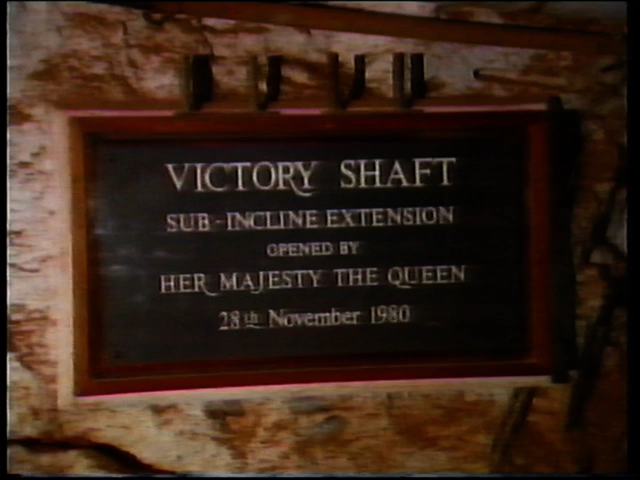 VICTORY SHAFT
SUB-INCLINE EXTENSION
OPENED BY
HER MAJESTY THE QUEEN
28th November 1980